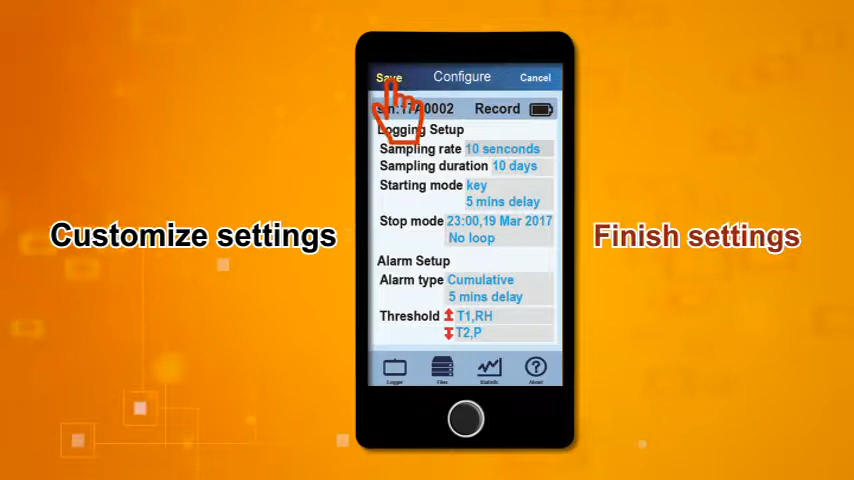 Save Configure Cancel
Sn:17A0002 Record
Logging Setup
Sampling rate 10 senconds
Sampling duration 10 days
Starting mode key
5 mins delay
Customize settings
Stop mode 23:00,19 Mar 2017
No loop
Finish settings
Alarm Setup
Alarm type Cumulative
5 mins delay
Threshold T1,RH
T2,P
Logger Files Statistic About